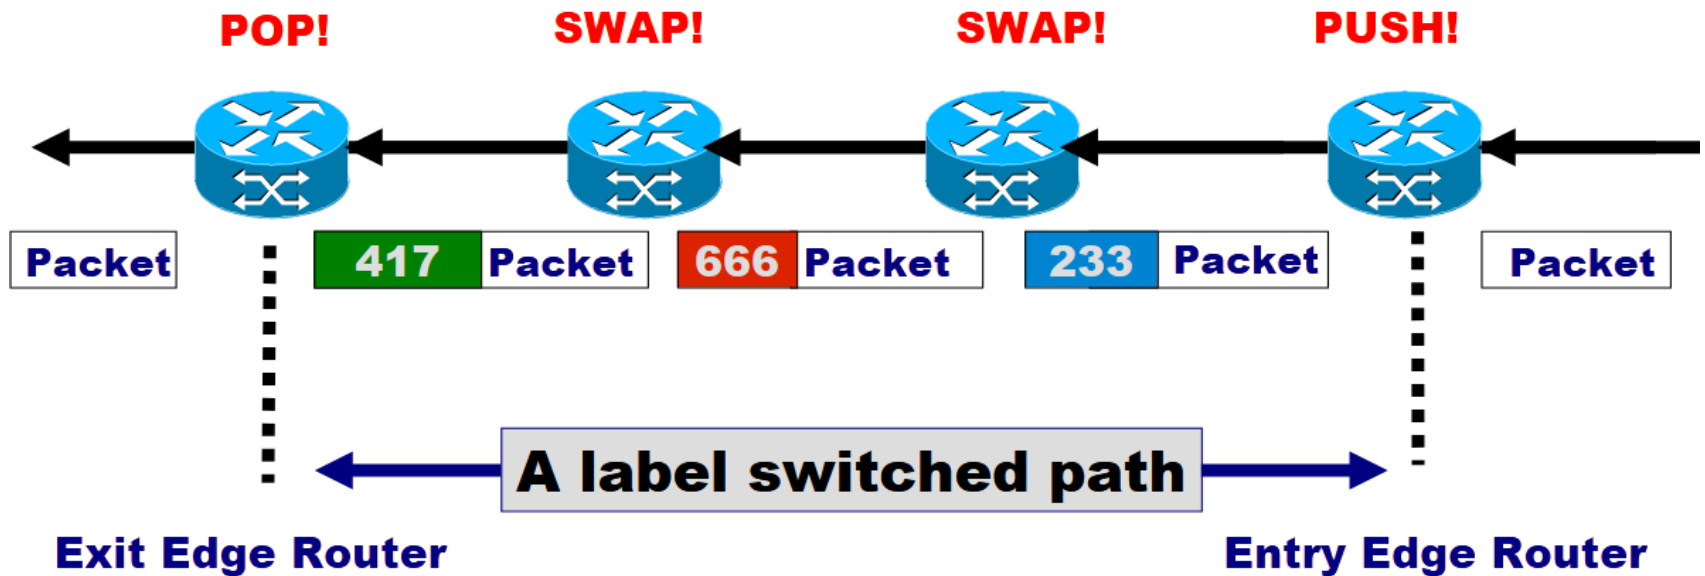 POP! SWAP! SWAP! PUSH!
Packet 417 Packet 666 Packet 233 Packet Packet
A label switched path
Exit Edge Router Entry Edge Router